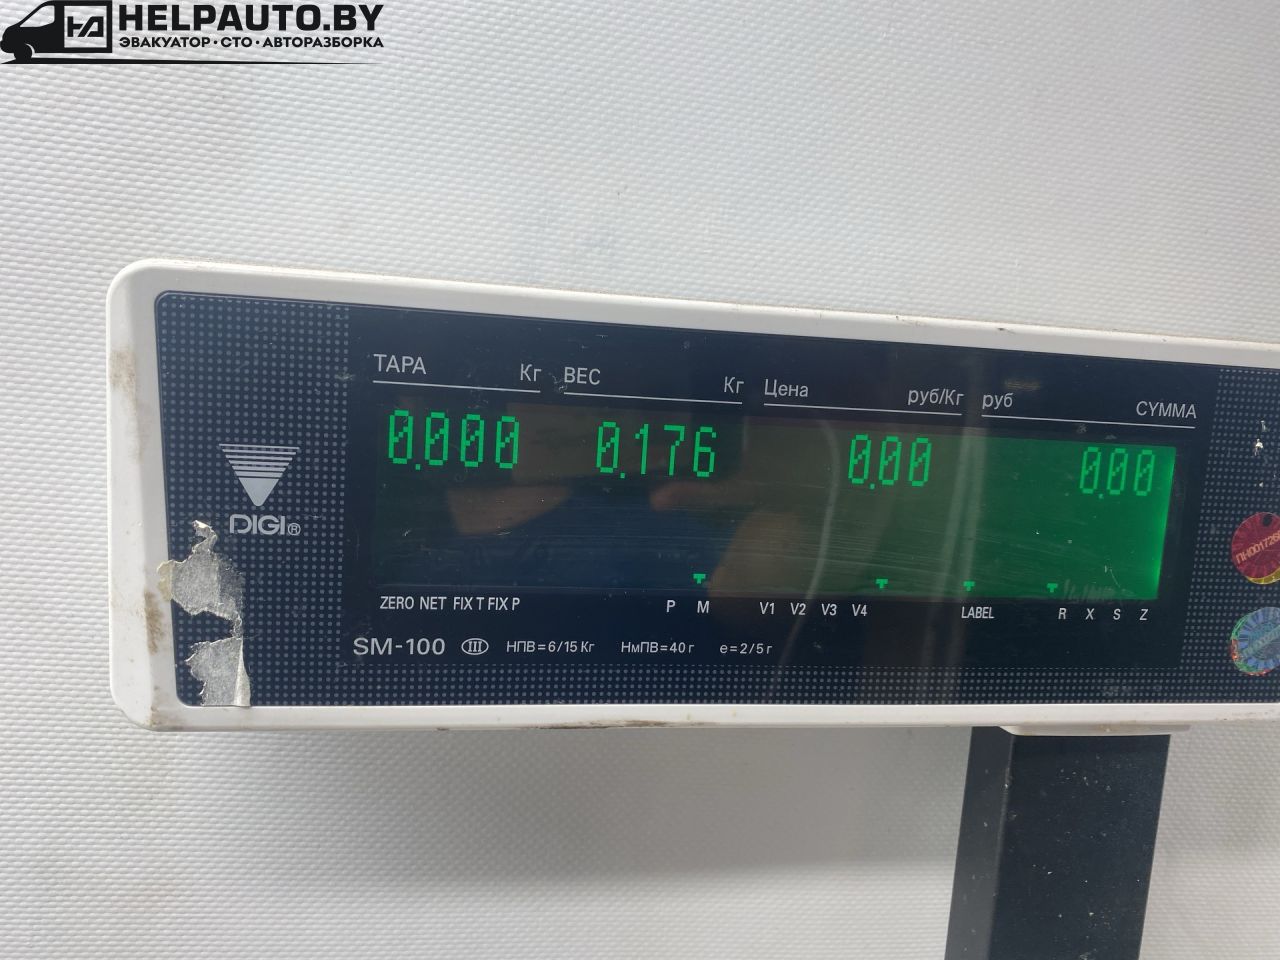 HELPAUTO.BY
ЭВАКУАТОР · СТО · АВТОРАЗБОРКА
ТАРА Кг ВЕС Кг Цена руб/Кг руб СУММА
0.000 0.176 0.00 0.00
DIGI®
ZERO NET FIX T FIX P P M V1 V2 V3 V4 LABEL R X S Z
SM-100 III НПВ=6/15 Кг НмПВ=40 г e=2/5 г